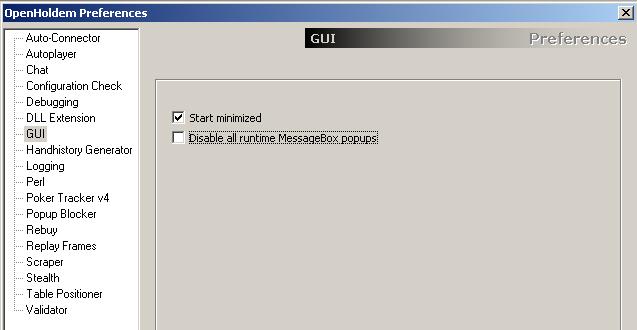 OpenHoldem Preferences
Auto-Connector
Autoplayer
Chat
Configuration Check
Debugging
DLL Extension
GUI
Handhistory Generator
Logging
Perl
Poker Tracker v4
Popup Blocker
Rebuy
Replay Frames
Scraper
Stealth
Table Positioner
Validator
GUI Preferences
Start minimized
Disable all runtime MessageBox popups